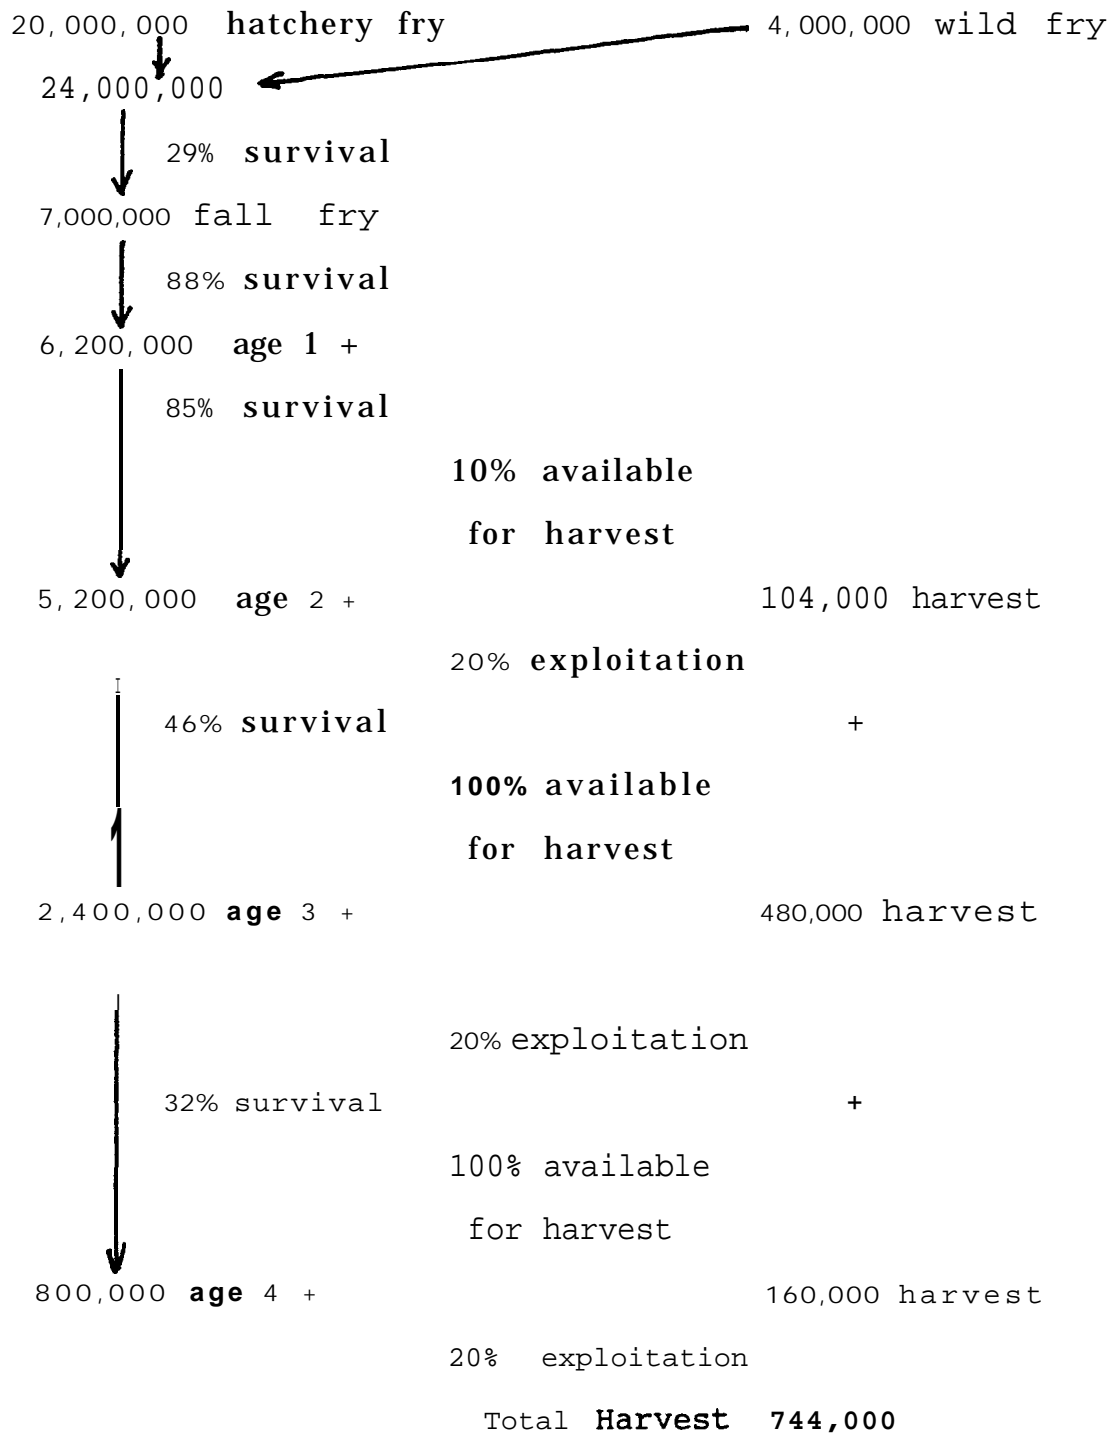 20,000,000 hatchery fry 4,000,000 wild fry
24,000,000
29% survival
7,000,000 fall fry
88% survival
6,200,000 age 1 +
85% survival
10% available
for harvest
5,200,000 age 2 + 104,000 harvest
20% exploitation
46% survival +
100% available
for harvest
2,400,000 age 3 + 480,000 harvest
20% exploitation
32% survival +
100% available
for harvest
800,000 age 4 + 160,000 harvest
20% exploitation
Total Harvest 744,000